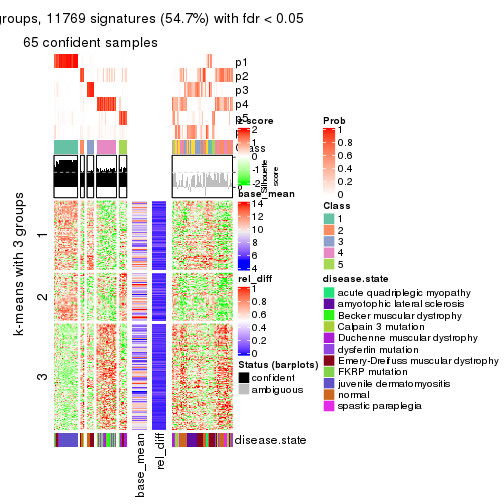 groups, 11769 signatures (54.7%) with fdr < 0.05
65 confident samples
p1
p2
p3
p4
p5
z-score
2
1
0
-1
-2
Silhouette
score
1
2
3
k-means with 3 groups
base_mean
14
12
10
8
6
4
rel_diff
1
0.8
0.6
0.4
0.2
0
Status (barplots)
confident
ambiguous
disease.state
base_mean
rel_diff
Prob
1
0.8
0.6
0.4
0.2
0
Class
1
2
3
4
5
disease.state
acute quadriplegic myopathy
amyotophic lateral sclerosis
Becker muscular dystrophy
Calpain 3 mutation
Duchenne muscular dystrophy
dysferlin mutation
Emery-Dreifuss muscular dystrophy
FKRP mutation
juvenile dermatomyositis
normal
spastic paraplegia